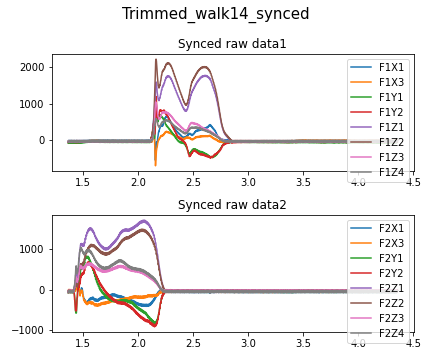 Trimmed_walk14_synced
Synced raw data1
2000
1000
0
F1X1
F1X3
F1Y1
F1Y2
F1Z1
F1Z2
F1Z3
F1Z4
1.5 2.0 2.5 3.0 3.5 4.0 4.5
Synced raw data2
1000
0
−1000
F2X1
F2X3
F2Y1
F2Y2
F2Z1
F2Z2
F2Z3
F2Z4
1.5 2.0 2.5 3.0 3.5 4.0 4.5